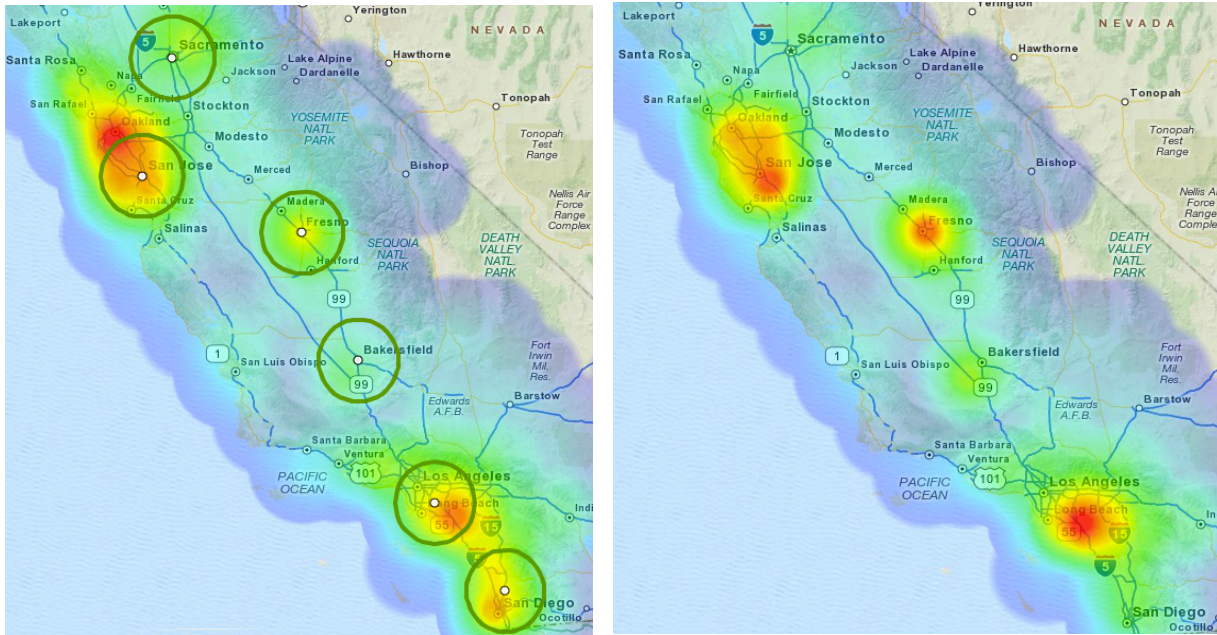 Lakeport
Yerington
NEVADA
5
Sacramento
Hawthorne
Santa Rosa
Lake Alpine
Dardanelle
Napa
Jackson
Fairfield
San Rafael
Stockton
Tonopah
Oakland
YOSEMITE
NATL.
PARK
Modesto
Tonopah
Test
Range
San Jose
Merced
Bishop
Santa Cruz
Madera
Nellis Air
Force
Range
Complex
Fresno
Salinas
SEQUOIA
NATL.
PARK
DEATH
VALLEY
NATL.
PARK
Hanford
99
1
San Luis Obispo
Bakersfield
Fort
Irwin
Mil.
Res.
99
Edwards
A.F.B.
Barstow
Santa Barbara
Ventura
101
PACIFIC
OCEAN
Los Angeles
Long Beach
55
15
Indi
San Diego
Ocotillo
Lakeport
Yerington
NEVADA
5
Sacramento
Hawthorne
Santa Rosa
Lake Alpine
Dardanelle
Napa
Jackson
Fairfield
San Rafael
Stockton
Tonopah
Oakland
YOSEMITE
NATL.
PARK
Modesto
Tonopah
Test
Range
San Jose
Merced
Bishop
Santa Cruz
Madera
Nellis Air
Force
Range
Comple
Fresno
Salinas
SEQUOIA
NATL.
PARK
DEATH
VALLEY
NATL.
PARK
Hanford
99
1
San Luis Obispo
Bakersfield
Fort
Irwin
Mil.
Res.
99
Edwards
A.F.B.
Barstow
Santa Barbara
Ventura
101
PACIFIC
OCEAN
Los Angeles
Long Beach
55
15
In
5
San Diego
Ocotillo